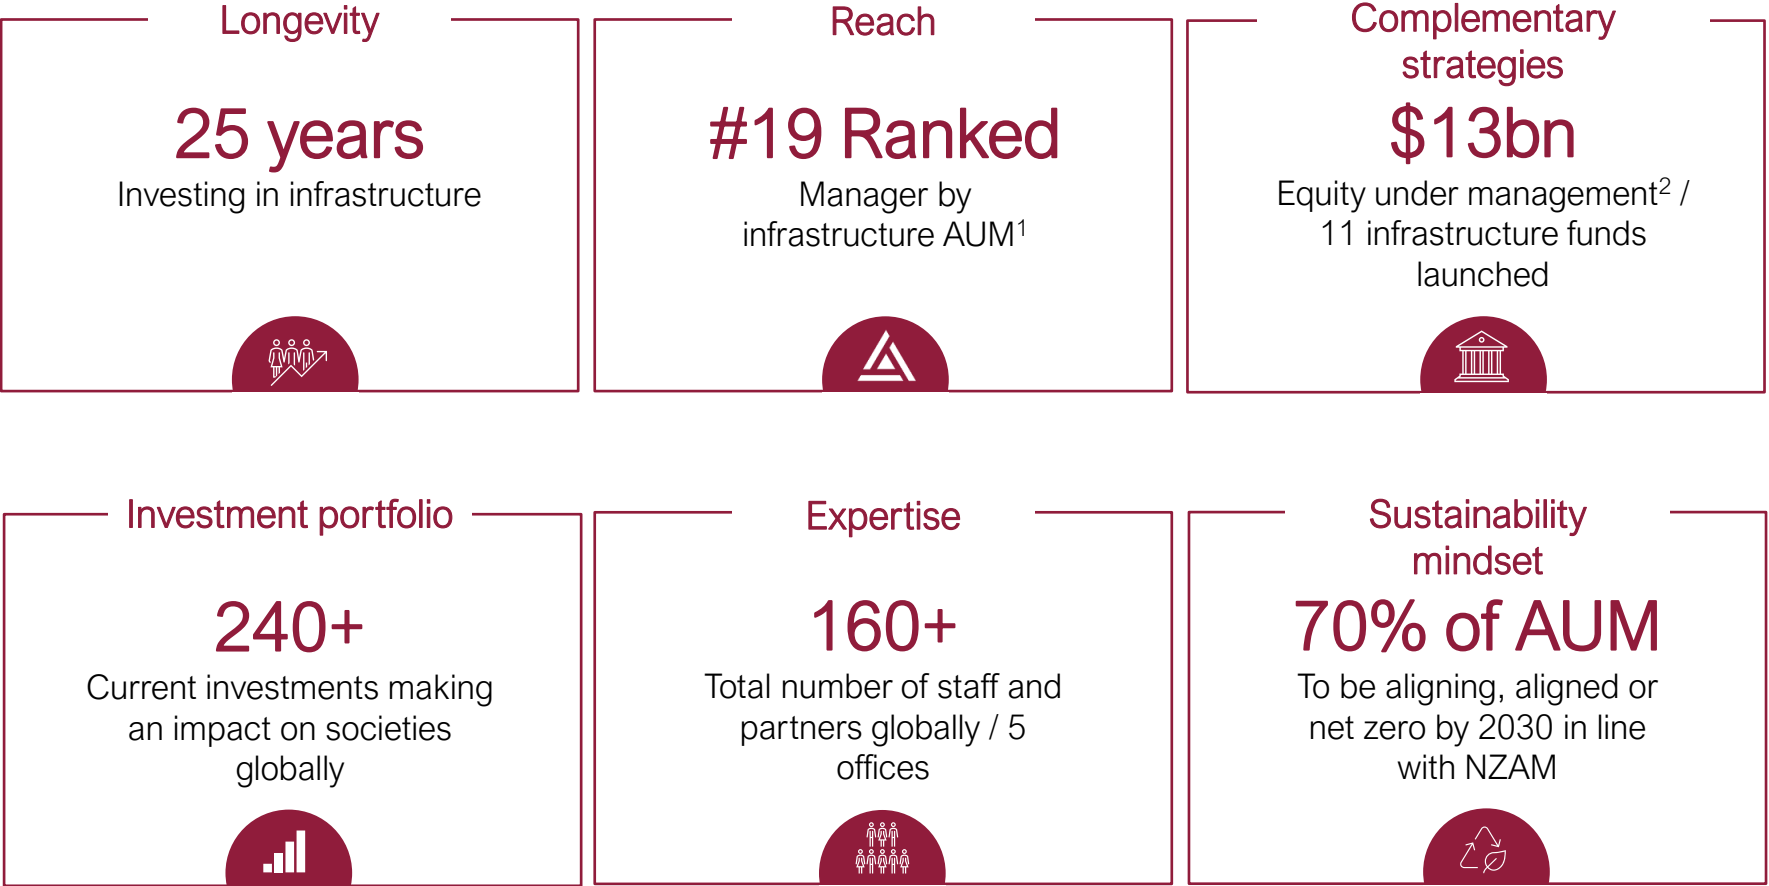 Longevity
25 years
Investing in infrastructure
Reach
#19 Ranked
Manager by
infrastructure AUM¹
Complementary
strategies
$13bn
Equity under management² /
11 infrastructure funds
launched
Investment portfolio
240+
Current investments making
an impact on societies
globally
Expertise
160+
Total number of staff and
partners globally / 5
offices
Sustainability
mindset
70% of AUM
To be aligning, aligned or
net zero by 2030 in line
with NZAM